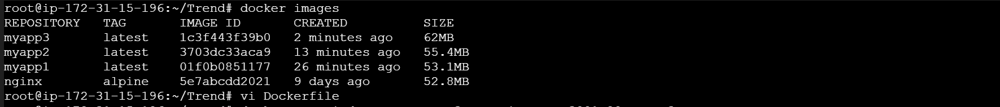 root@ip-172-31-15-196:~/Trend# docker images
REPOSITORY   TAG       IMAGE ID       CREATED          SIZE
myapp3       latest    1c3f443f39b0   2 minutes ago    62MB
myapp2       latest    3703dc33aca9   13 minutes ago   55.4MB
myapp1       latest    01f0b0851177   26 minutes ago   53.1MB
nginx        alpine    5e7abcdd2021   9 days ago       52.8MB
root@ip-172-31-15-196:~/Trend# vi Dockerfile